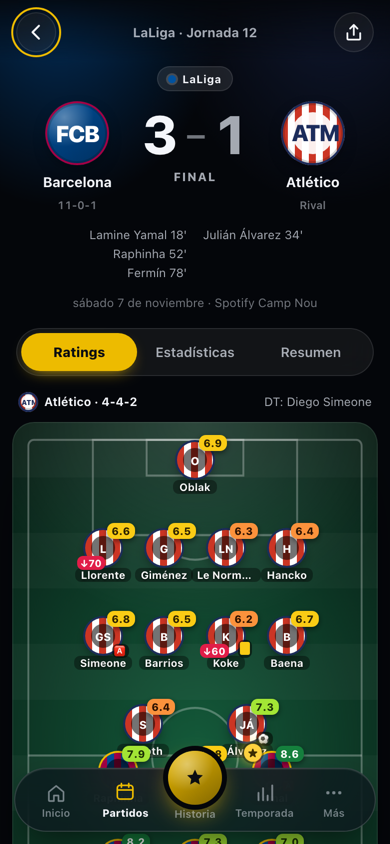 LaLiga · Jornada 12
LaLiga
FCB
3 – 1
ATM
Barcelona
FINAL
Atlético
11-0-1
Rival
Lamine Yamal 18' Julián Álvarez 34'
Raphinha 52'
Fermín 78'
sábado 7 de noviembre · Spotify Camp Nou
Ratings Estadísticas Resumen
ATM Atlético · 4-4-2 DT: Diego Simeone
6.9
O
Oblak
6.6 6.5 6.3 6.4
L G LN H
↓70
Llorente Giménez Le Norm... Hancko
6.8 6.5 6.2 6.7
GS B K B
A ↓60
Simeone Barrios Koke Baena
6.4 7.3
S JÁ
7.9 8.6
Inicio Partidos Historia Temporada Más
8.2 7.3 7.0